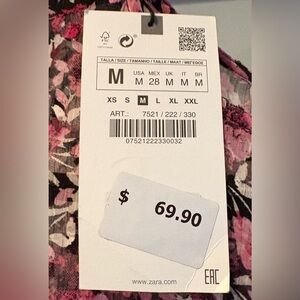 FSC
TALLA / SIZE / TAMANHO / TAILLE / MAAT /
M
USA MEX UK IT BR
M 28 M M M
XS S M L XL XXL
ART.: 7521 / 222 / 330
07521222330032
$ 69.90
www.zara.com
EAC